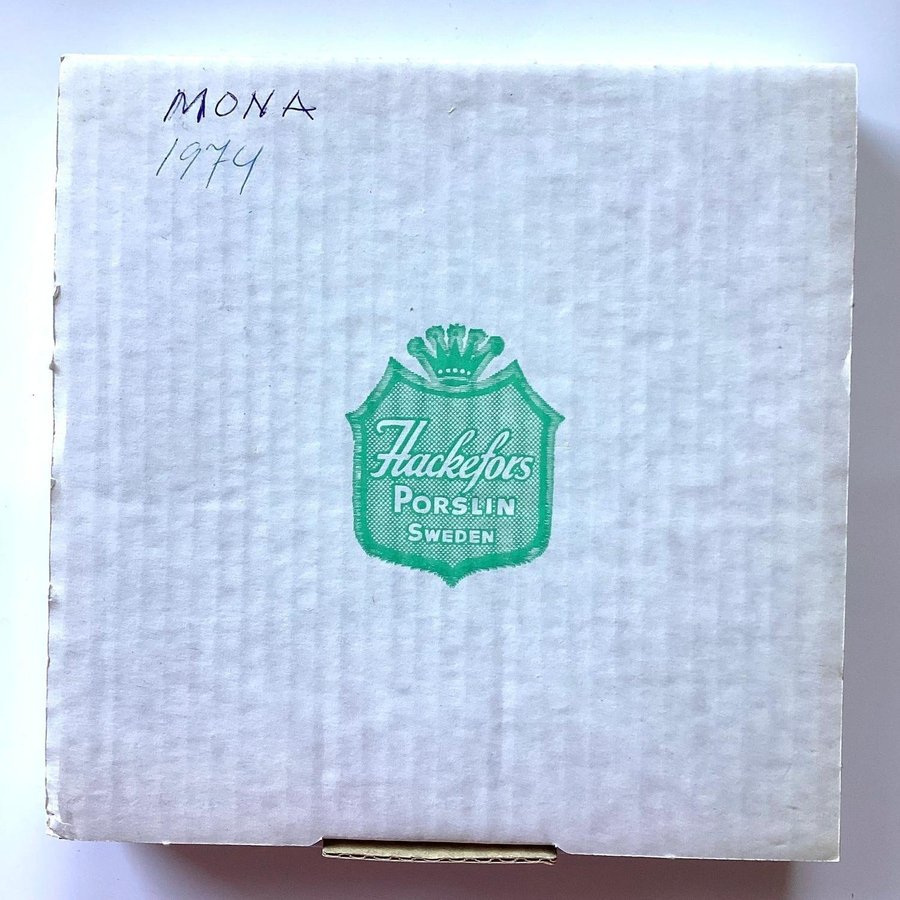 MONA
1974
Hackefors
PORSLIN
SWEDEN